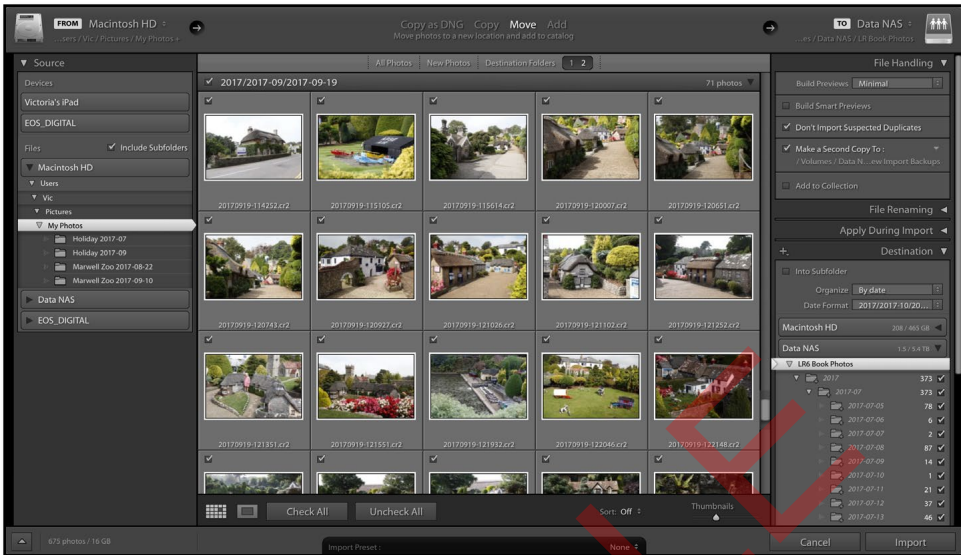 FROM Macintosh HD
...sers / Vic / Pictures / My Photos »
Copy as DNG Copy Move Add
Move photos to a new location and add to catalog
TO Data NAS
...es / Data NAS / LR Book Photos
Source
Devices
Victoria's iPad
EOS_DIGITAL
Files Include Subfolders
Macintosh HD
Users
Vic
Pictures
My Photos
Holiday 2017-07
Holiday 2017-09
Marwell Zoo 2017-08-22
Marwell Zoo 2017-09-10
Data NAS
EOS_DIGITAL
All Photos New Photos Destination Folders 1 2
2017/2017-09/2017-09-19 71 photos
20170919-114252.cr2 20170919-115105.cr2 20170919-115614.cr2 20170919-120007.cr2 20170919-120651.cr2
20170919-120743.cr2 20170919-120927.cr2 20170919-121026.cr2 20170919-121102.cr2 20170919-121252.cr2
20170919-121351.cr2 20170919-121551.cr2 20170919-121932.cr2 20170919-122046.cr2 20170919-122148.cr2
Check All Uncheck All Sort: Off Thumbnails
File Handling
Build Previews Minimal
Build Smart Previews
Don't Import Suspected Duplicates
Make a Second Copy To :
/ Volumes / Data N...ew Import Backups
Add to Collection
File Renaming
Apply During Import
Destination
Into Subfolder
Organize By date
Date Format 2017/2017-10/20...
Macintosh HD 208 / 465 GB
Data NAS 1.5 / 5.4 TB
LR6 Book Photos
2017 373
2017-07 373
2017-07-05 78
2017-07-06 6
2017-07-07 2
2017-07-08 87
2017-07-09 14
2017-07-10 1
2017-07-11 21
2017-07-12 37
2017-07-13 46
675 photos / 16 GB
Import Preset : None
Cancel Import